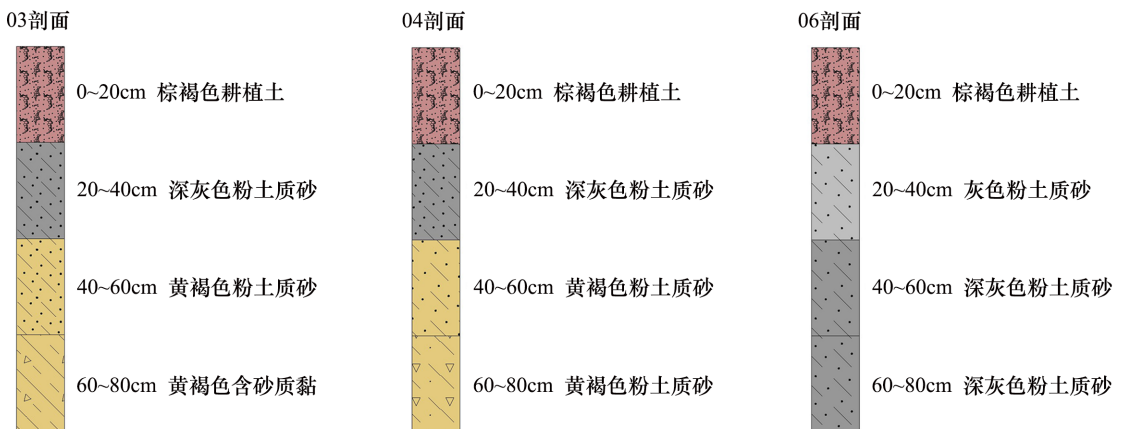 03剖面
04剖面
06剖面
0~20cm 棕褐色耕植土
0~20cm 棕褐色耕植土
0~20cm 棕褐色耕植土
20~40cm 深灰色粉土质砂
20~40cm 深灰色粉土质砂
20~40cm 灰色粉土质砂
40~60cm 黄褐色粉土质砂
40~60cm 黄褐色粉土质砂
40~60cm 深灰色粉土质砂
60~80cm 黄褐色含砂质黏
60~80cm 黄褐色粉土质砂
60~80cm 深灰色粉土质砂